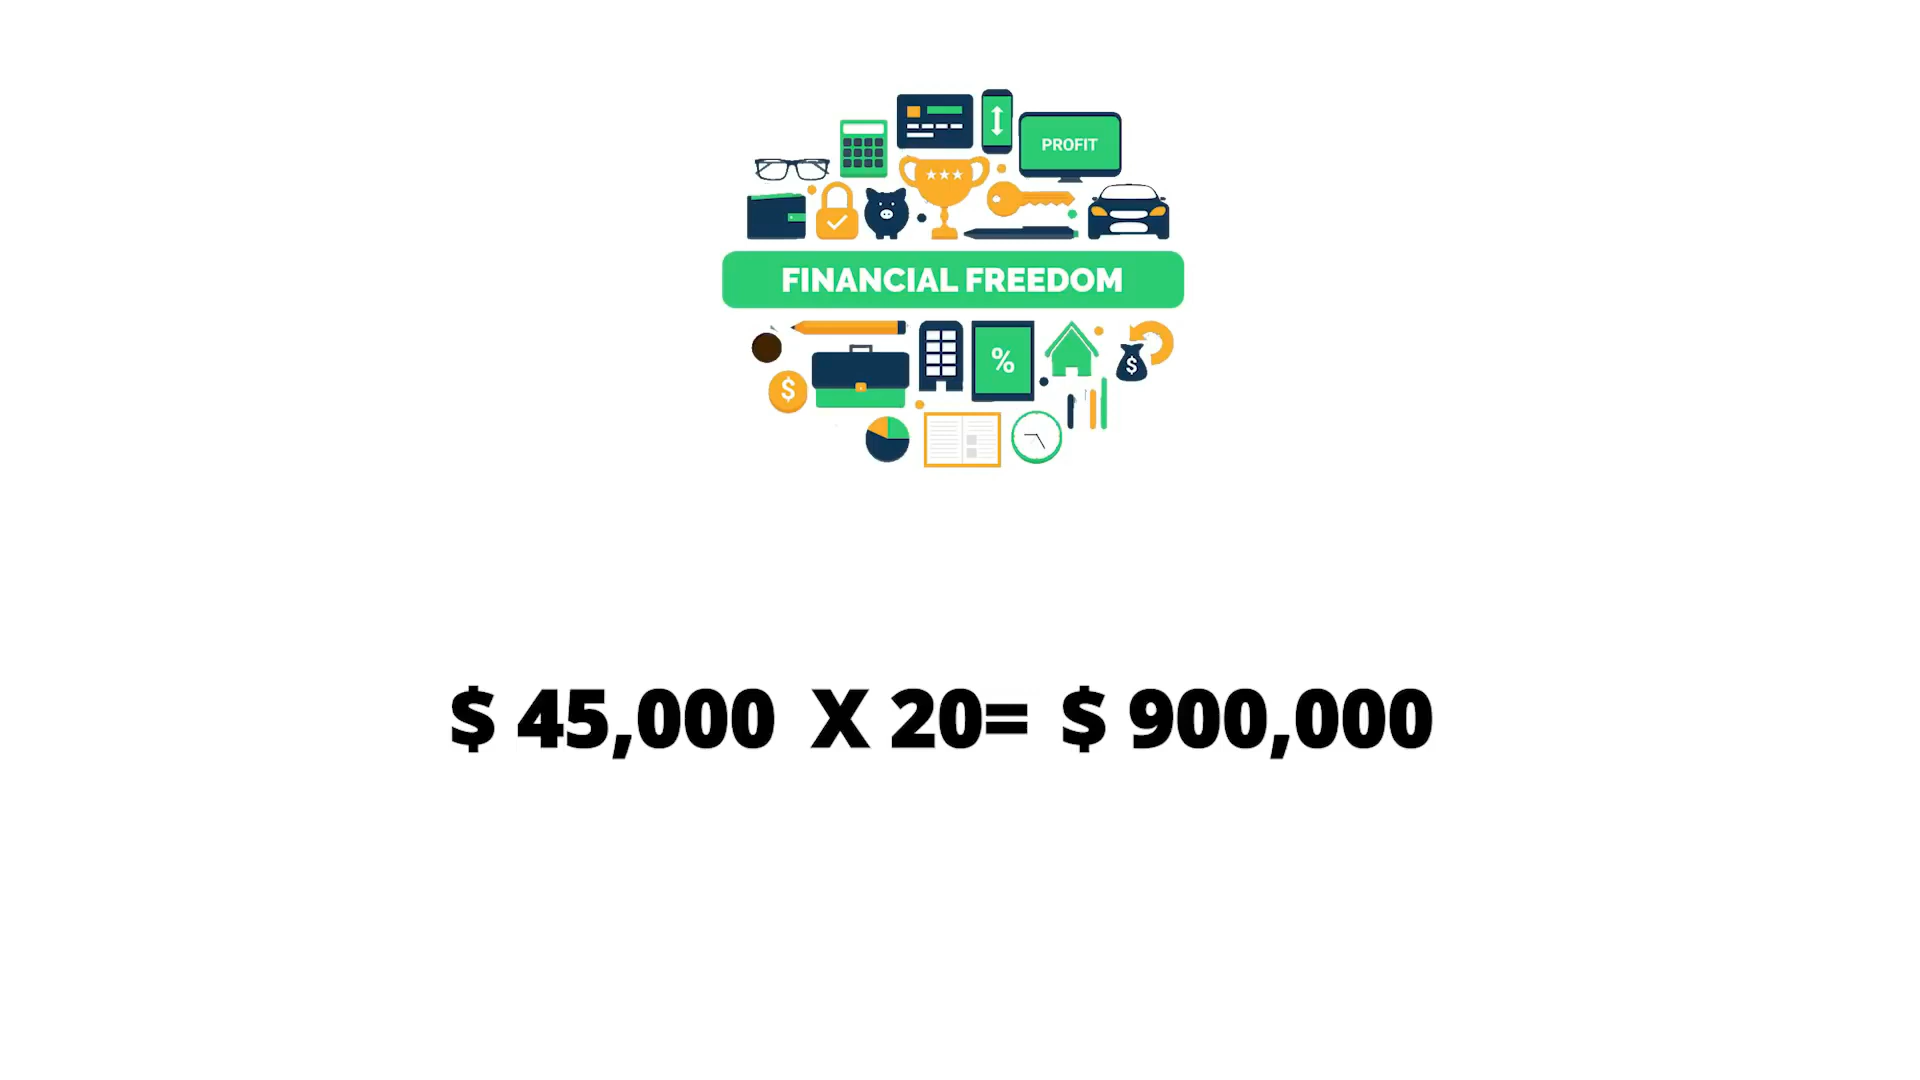 PROFIT
FINANCIAL FREEDOM
%
$
$
$ 45,000 X 20= $ 900,000